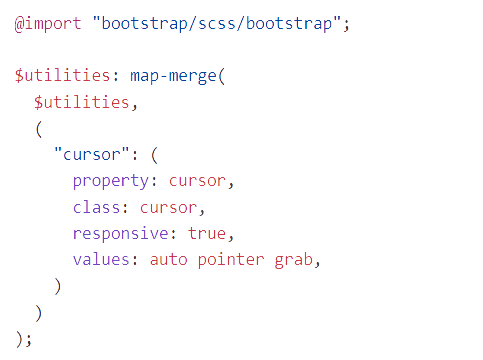 @import "bootstrap/scss/bootstrap";

$utilities: map-merge(
  $utilities,
  (
    "cursor": (
      property: cursor,
      class: cursor,
      responsive: true,
      values: auto pointer grab,
    )
  )
);